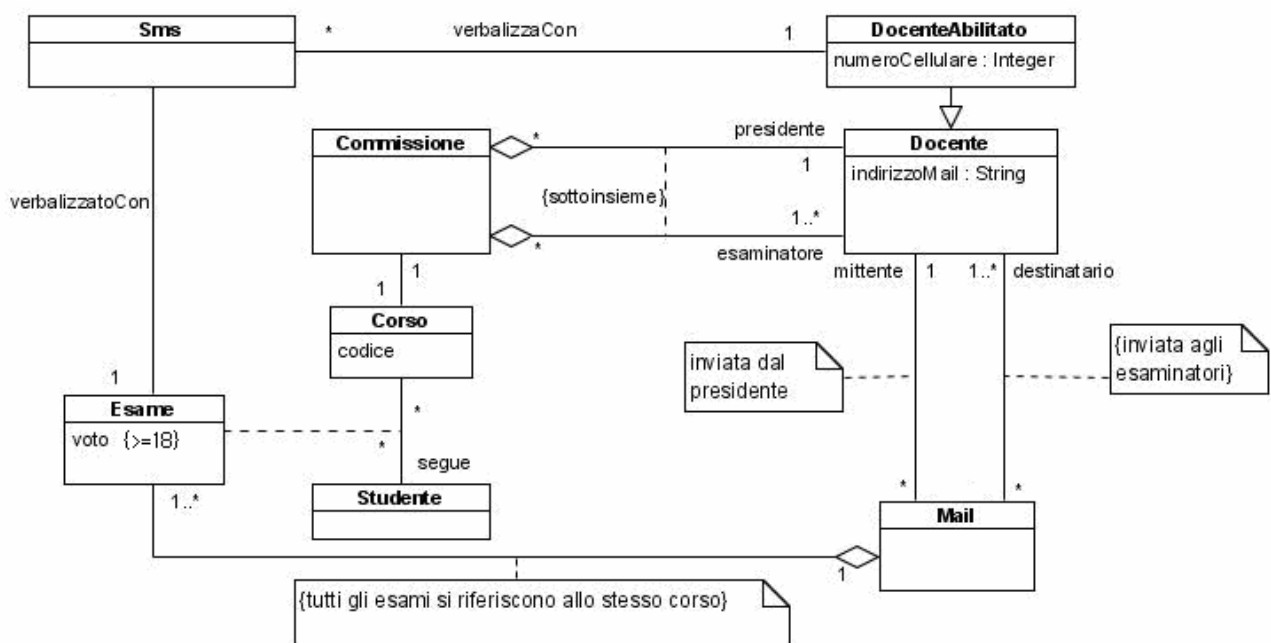 Sms
*
verbalizzaCon
1
DocenteAbilitato
numeroCellulare : Integer
Commissione
*
presidente
1
Docente
indirizzoMail : String
verbalizzatoCon
{sottoinsieme}
*
1..*
esaminatore
1
mittente
1
1..*
destinatario
1
Corso
codice
inviata dal
presidente
{inviata agli
esaminatori}
1
Esame
voto {>=18}
*
*
segue
1..*
Studente
*
*
Mail
1
{tutti gli esami si riferiscono allo stesso corso}